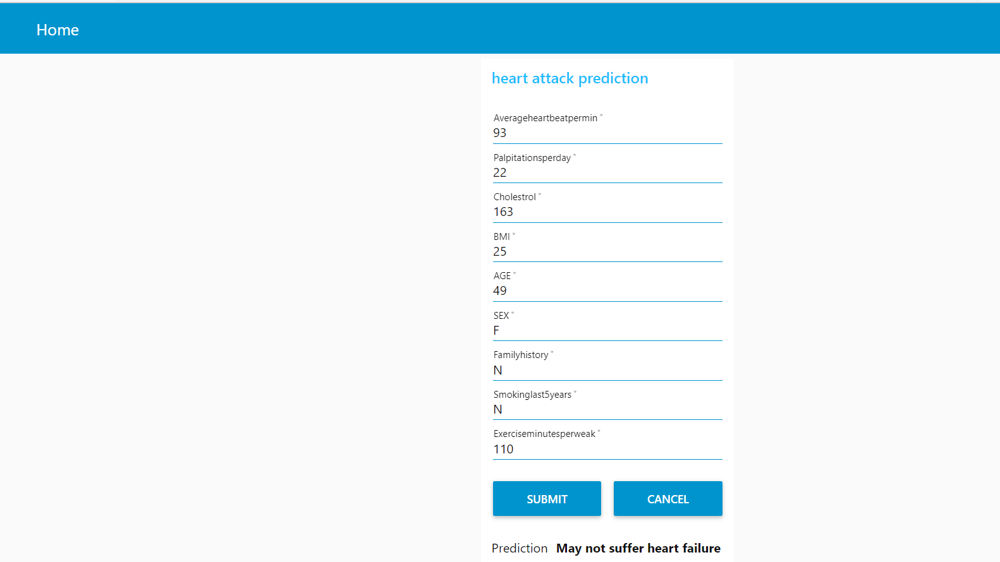 Home
heart attack prediction
Averageheartbeatpermin *
93
Palpitationsperday *
22
Cholestrol *
163
BMI *
25
AGE *
49
SEX *
F
Familyhistory *
N
Smokinglast5years *
N
Exerciseminutesperweak *
110
SUBMIT CANCEL
Prediction May not suffer heart failure